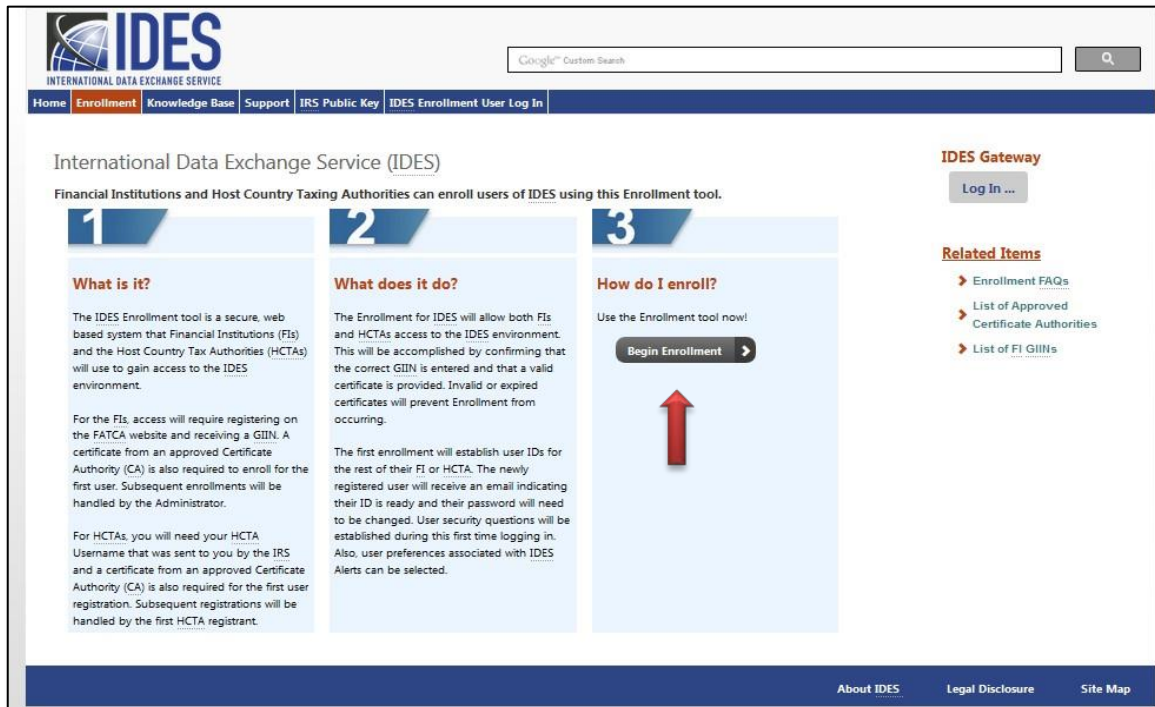 IDES
INTERNATIONAL DATA EXCHANGE SERVICE
Google™ Custom Search
Home Enrollment Knowledge Base Support IRS Public Key IDES Enrollment User Log In
International Data Exchange Service (IDES)
Financial Institutions and Host Country Taxing Authorities can enroll users of IDES using this Enrollment tool.
1
What is it?
The IDES Enrollment tool is a secure, web
based system that Financial Institutions (FIs)
and the Host Country Tax Authorities (HCTAs)
will use to gain access to the IDES
environment.
For the FIs, access will require registering on
the FATCA website and receiving a GIIN. A
certificate from an approved Certificate
Authority (CA) is also required to enroll for the
first user. Subsequent enrollments will be
handled by the Administrator.
For HCTAs, you will need your HCTA
Username that was sent to you by the IRS
and a certificate from an approved Certificate
Authority (CA) is also required for the first user
registration. Subsequent registrations will be
handled by the first HCTA registrant.
2
What does it do?
The Enrollment for IDES will allow both FIs
and HCTAs access to the IDES environment.
This will be accomplished by confirming that
the correct GIIN is entered and that a valid
certificate is provided. Invalid or expired
certificates will prevent Enrollment from
occurring.
The first enrollment will establish user IDs for
the rest of their FI or HCTA. The newly
registered user will receive an email indicating
their ID is ready and their password will need
to be changed. User security questions will be
established during this first time logging in.
Also, user preferences associated with IDES
Alerts can be selected.
3
How do I enroll?
Use the Enrollment tool now!
Begin Enrollment
IDES Gateway
Log In ...
Related Items
Enrollment FAQs
List of Approved
Certificate Authorities
List of FI GIINs
About IDES Legal Disclosure Site Map